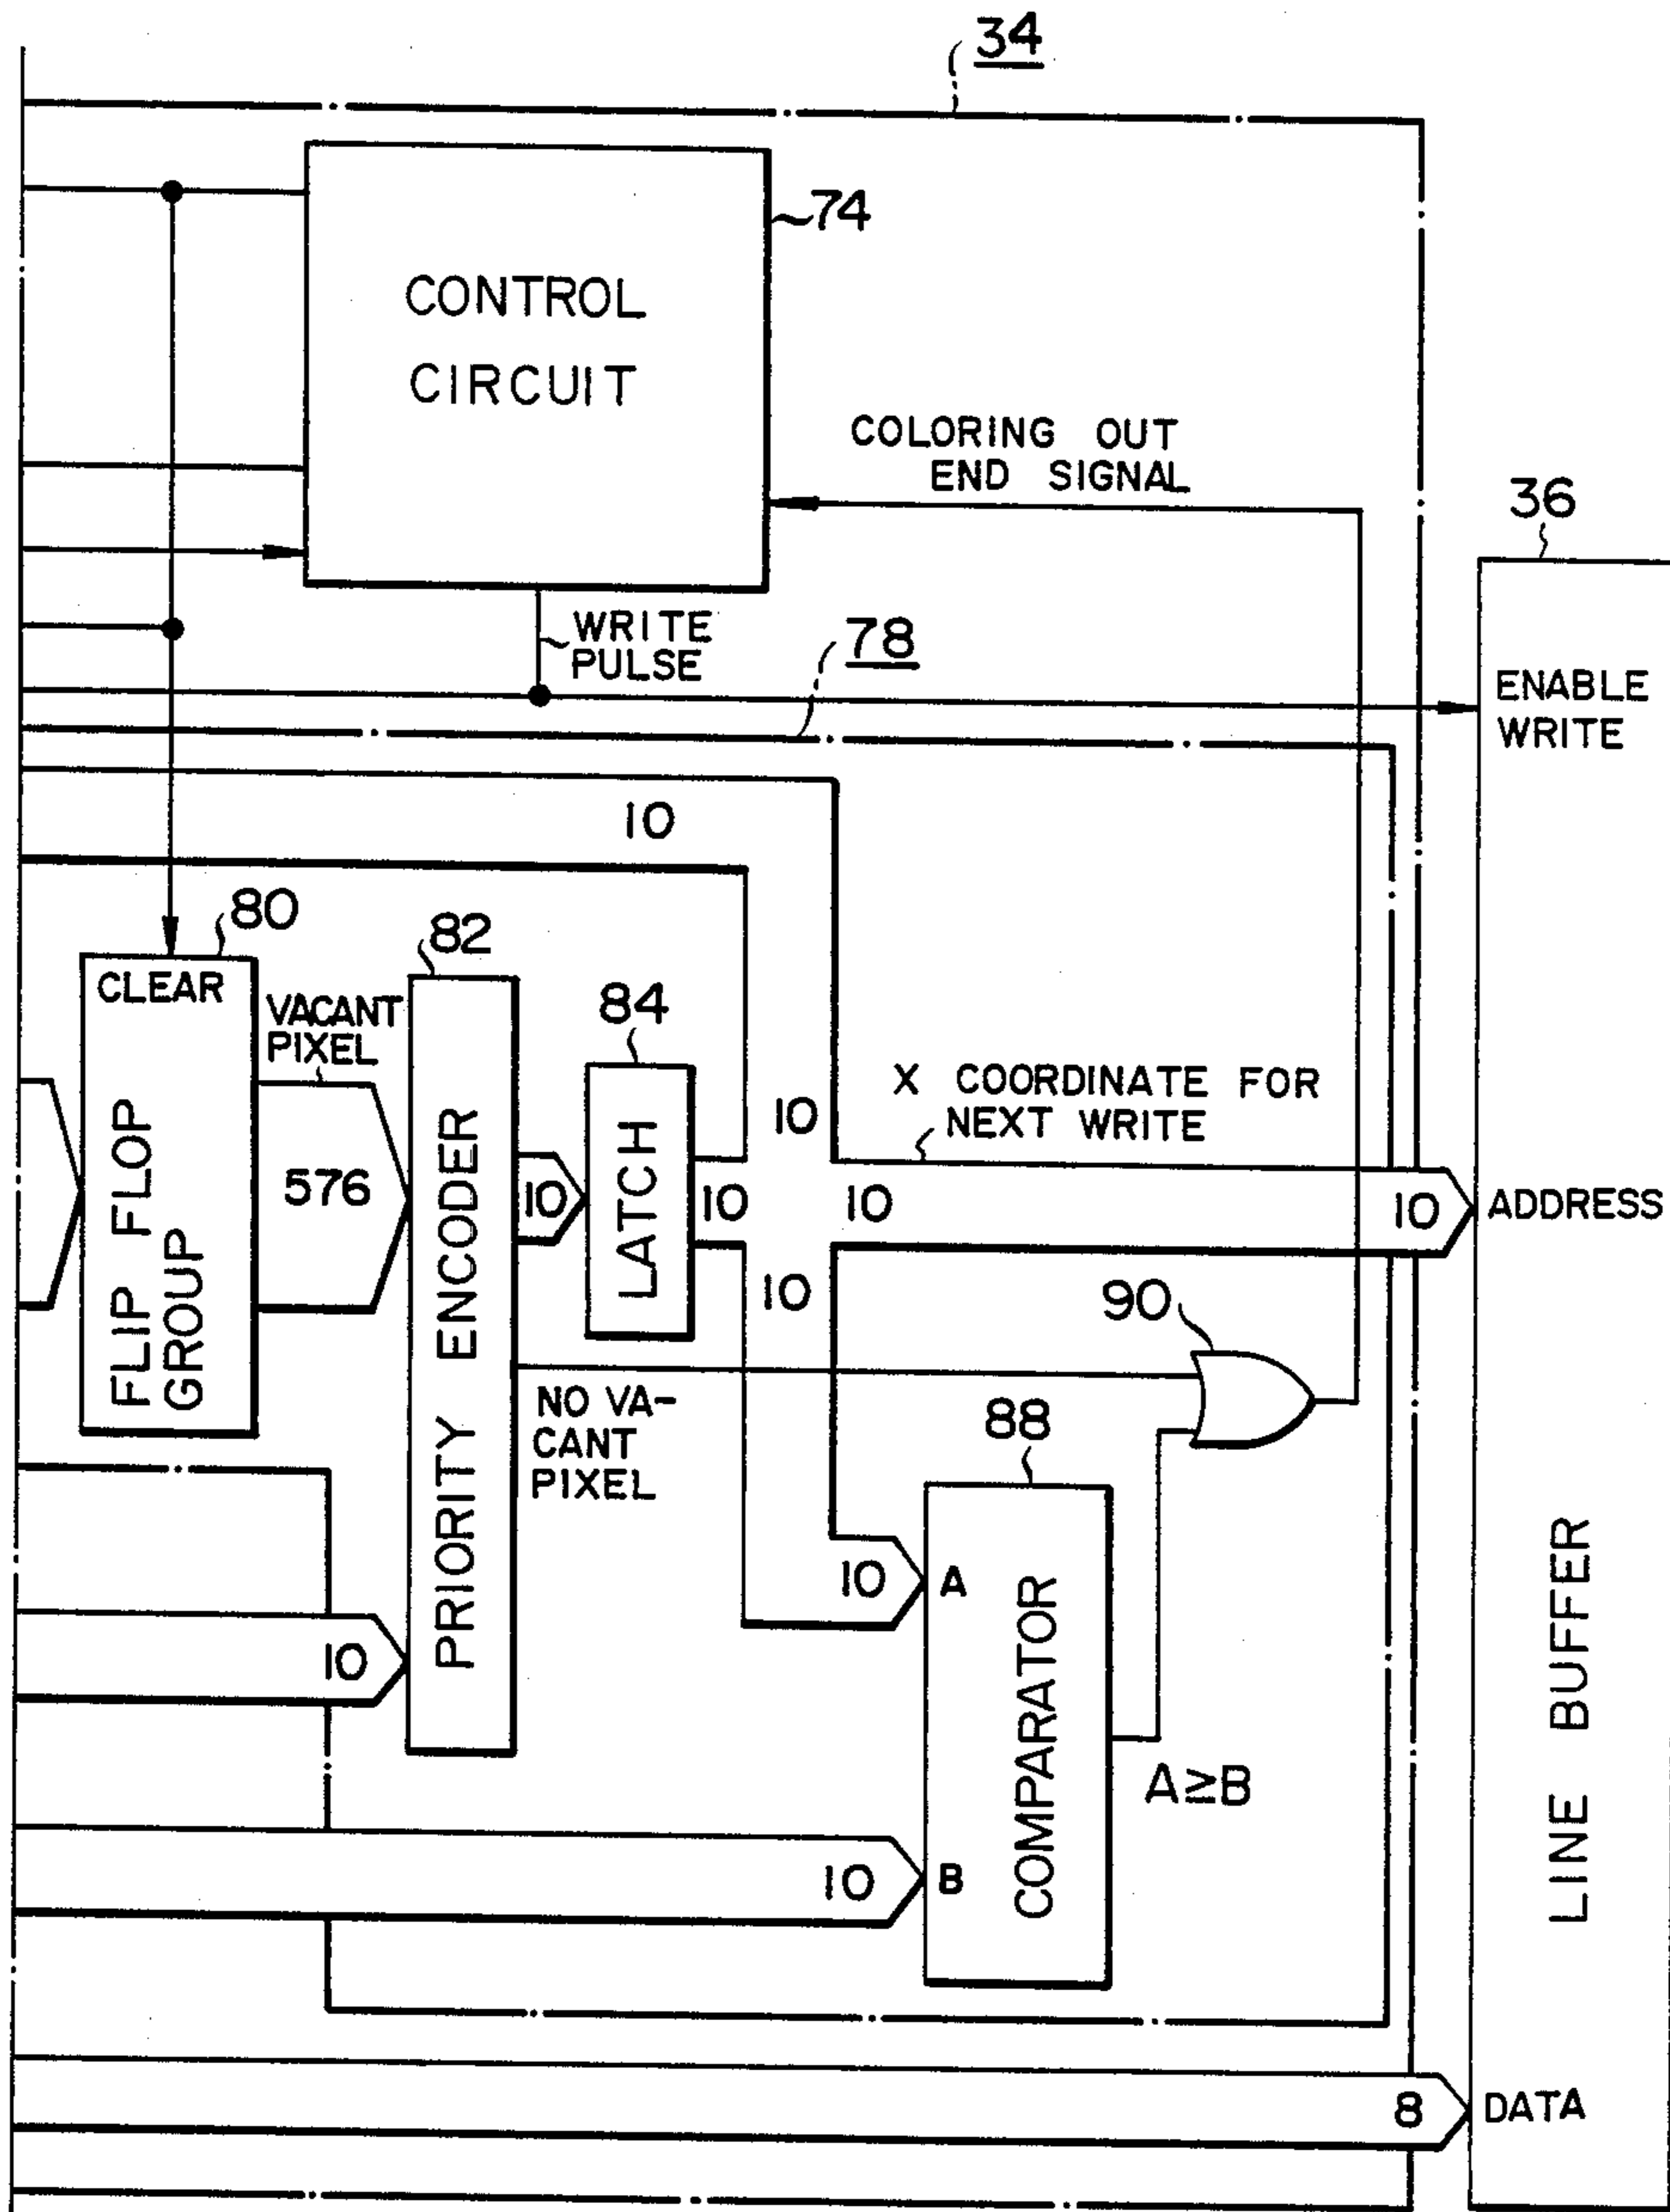 34
74
CONTROL
CIRCUIT
COLORING OUT
END SIGNAL
36
WRITE
PULSE
78
ENABLE
WRITE
10
80
82
CLEAR
VACANT
PIXEL
84
X COORDINATE FOR
NEXT WRITE
10
576
10
10
10
10
ADDRESS
FLIP FLOP
GROUP
PRIORITY ENCODER
LATCH
10
90
NO VA-
CANT
PIXEL
88
10
A
10
COMPARATOR
A≥B
10
B
LINE BUFFER
8
DATA